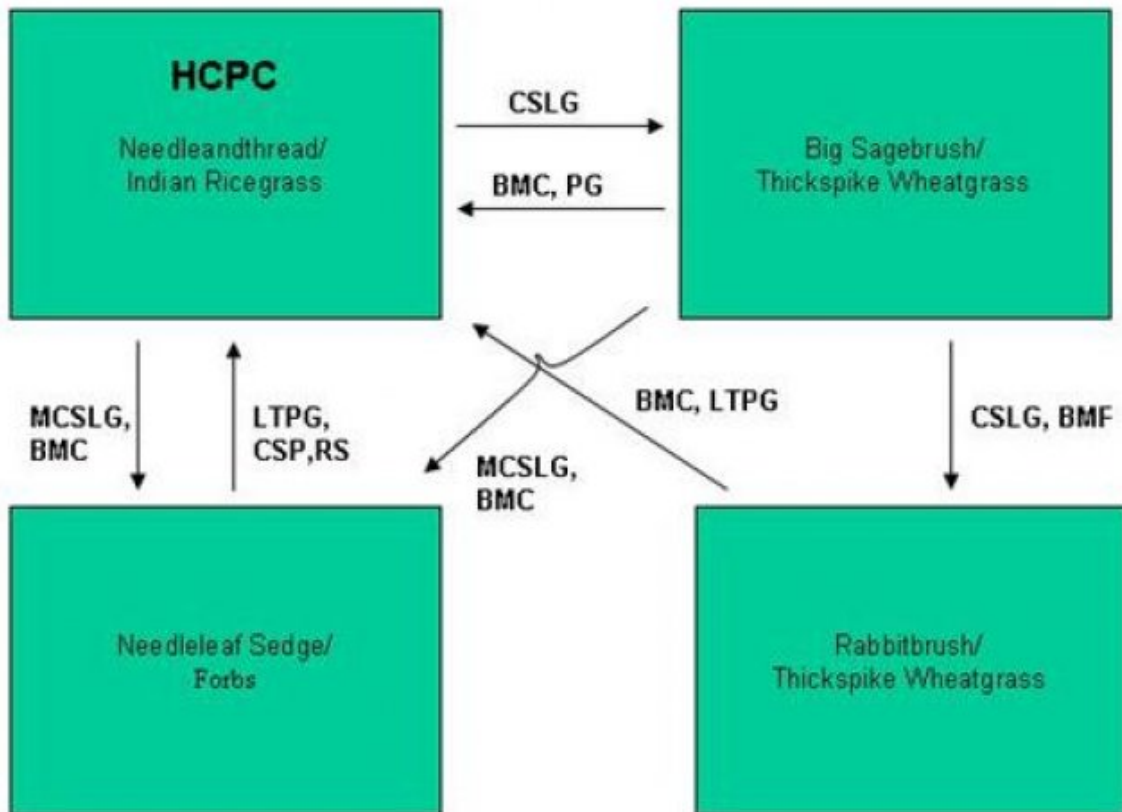 HCPC
Needleandthread/
Indian Ricegrass
CSLG
BMC, PG
Big Sagebrush/
Thickspike Wheatgrass
MCSLG,
BMC
LTPG,
CSP,RS
BMC, LTPG
MCSLG,
BMC
CSLG, BMF
Needleleaf Sedge/
Forbs
Rabbitbrush/
Thickspike Wheatgrass